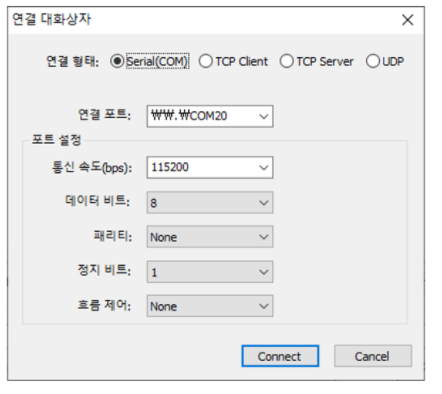 연결 대화상자
연결 형태: Serial(COM) TCP Client TCP Server UDP
연결 포트: ₩₩.₩COM20
포트 설정
통신 속도(bps): 115200
데이터 비트: 8
패리티: None
정지 비트: 1
흐름 제어: None
Connect Cancel